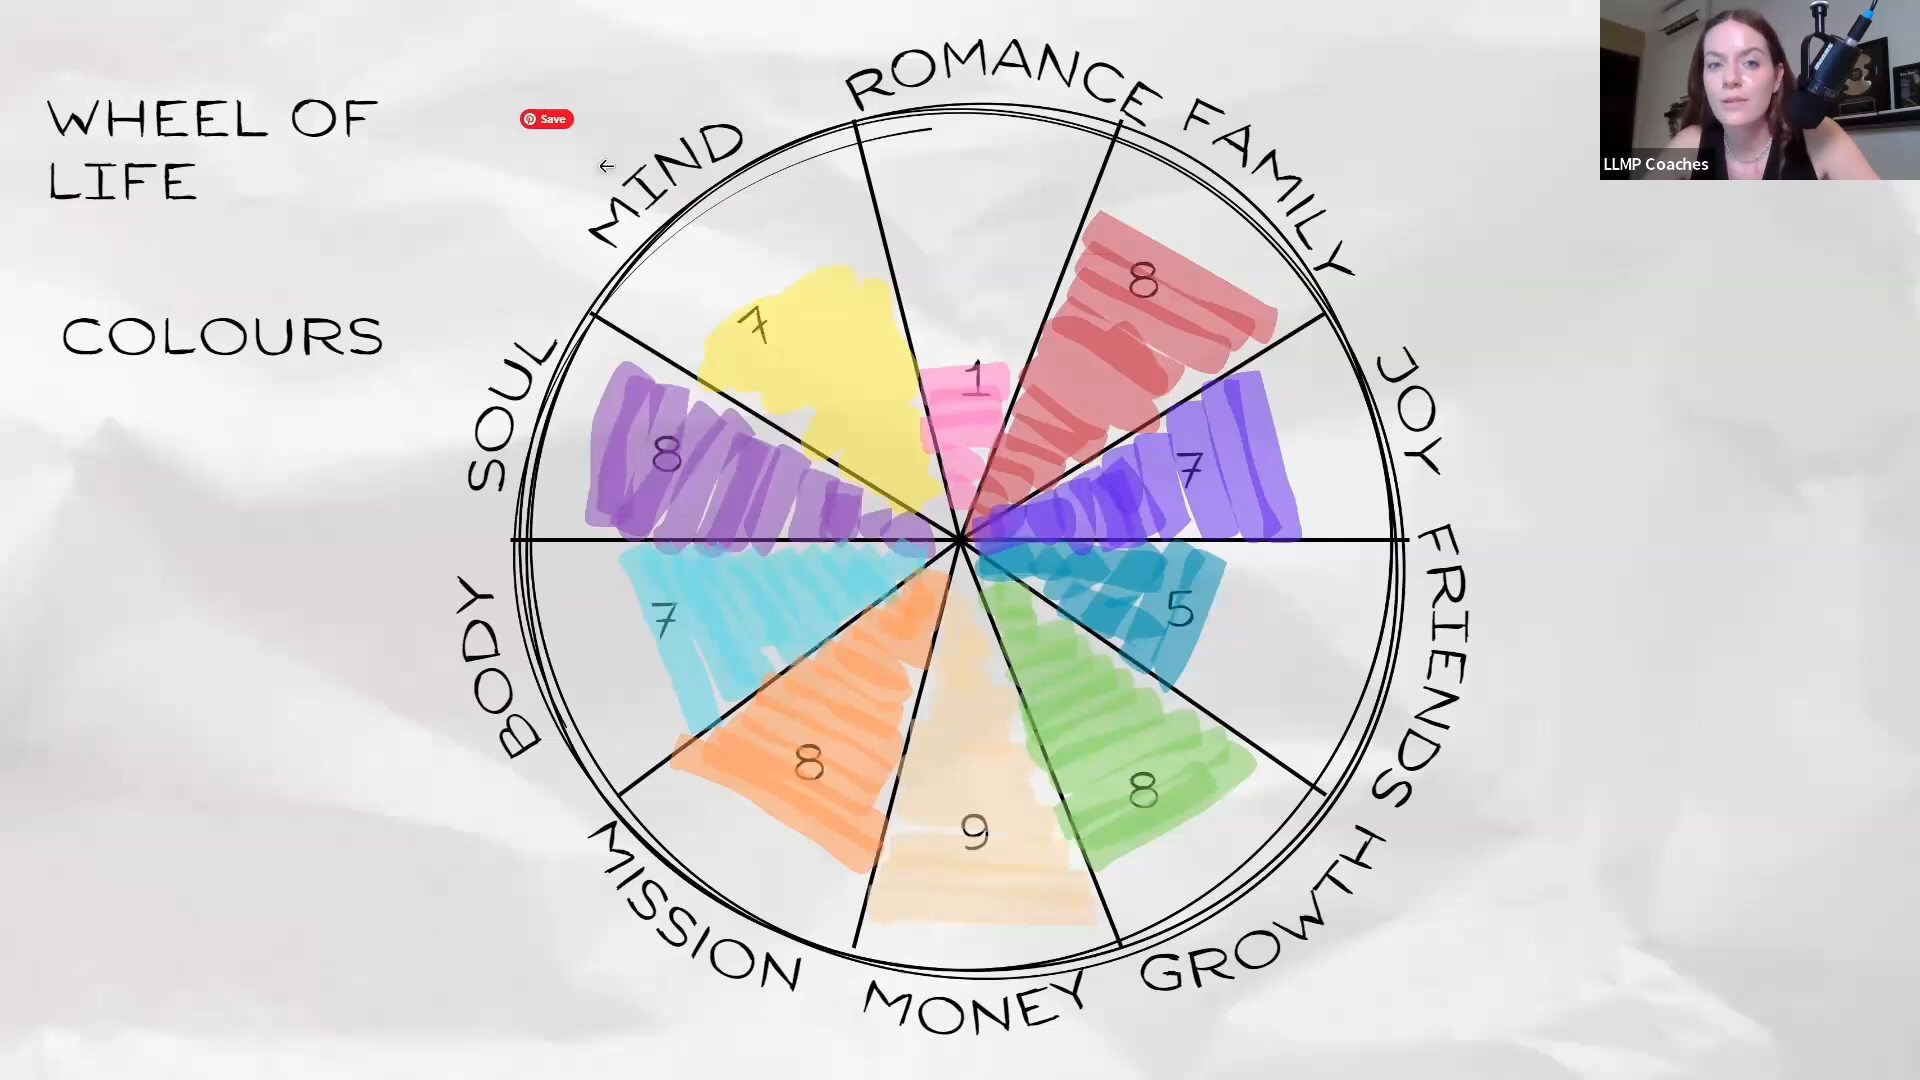 WHEEL OF
LIFE
COLOURS
Save
ROMANCE
FAMILY
JOY
FRIENDS
GROWTH
MONEY
MISSION
BODY
SOUL
MIND
1
8
7
5
8
9
8
7
8
7
LLMP Coaches